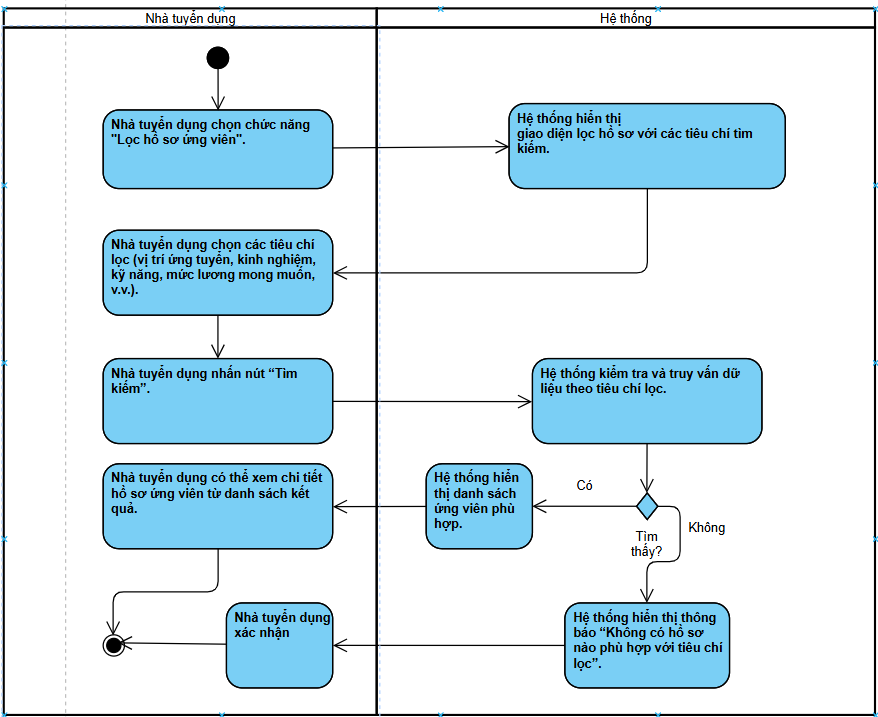 Nhà tuyển dụng
Hệ thống
Nhà tuyển dụng chọn chức năng
"Lọc hồ sơ ứng viên".
Hệ thống hiển thị
giao diện lọc hồ sơ với các tiêu chí tìm
kiếm.
Nhà tuyển dụng chọn các tiêu chí
lọc (vị trí ứng tuyển, kinh nghiệm,
kỹ năng, mức lương mong muốn,
v.v.).
Nhà tuyển dụng nhấn nút “Tìm
kiếm”.
Hệ thống kiểm tra và truy vấn dữ
liệu theo tiêu chí lọc.
Nhà tuyển dụng có thể xem chi tiết
hồ sơ ứng viên từ danh sách kết
quả.
Hệ thống hiển
thị danh sách
ứng viên phù
hợp.
Có
Không
Tìm
thấy?
Nhà tuyển dụng
xác nhận
Hệ thống hiển thị thông
báo “Không có hồ sơ
nào phù hợp với tiêu chí
lọc”.